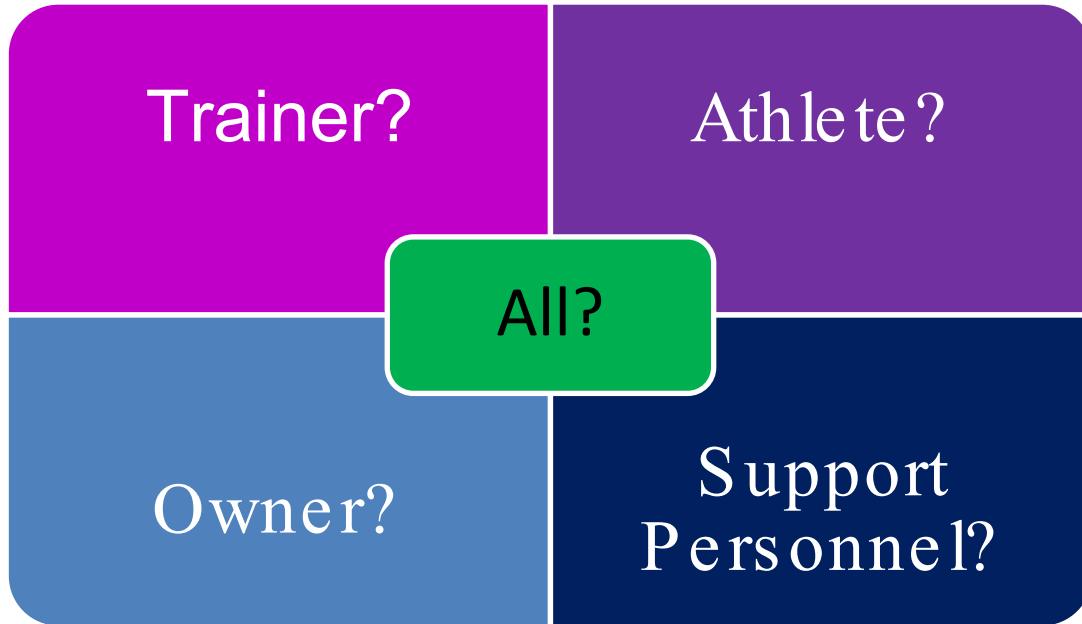 Trainer?
Athlete?
All?
Owner?
Support
Personnel?